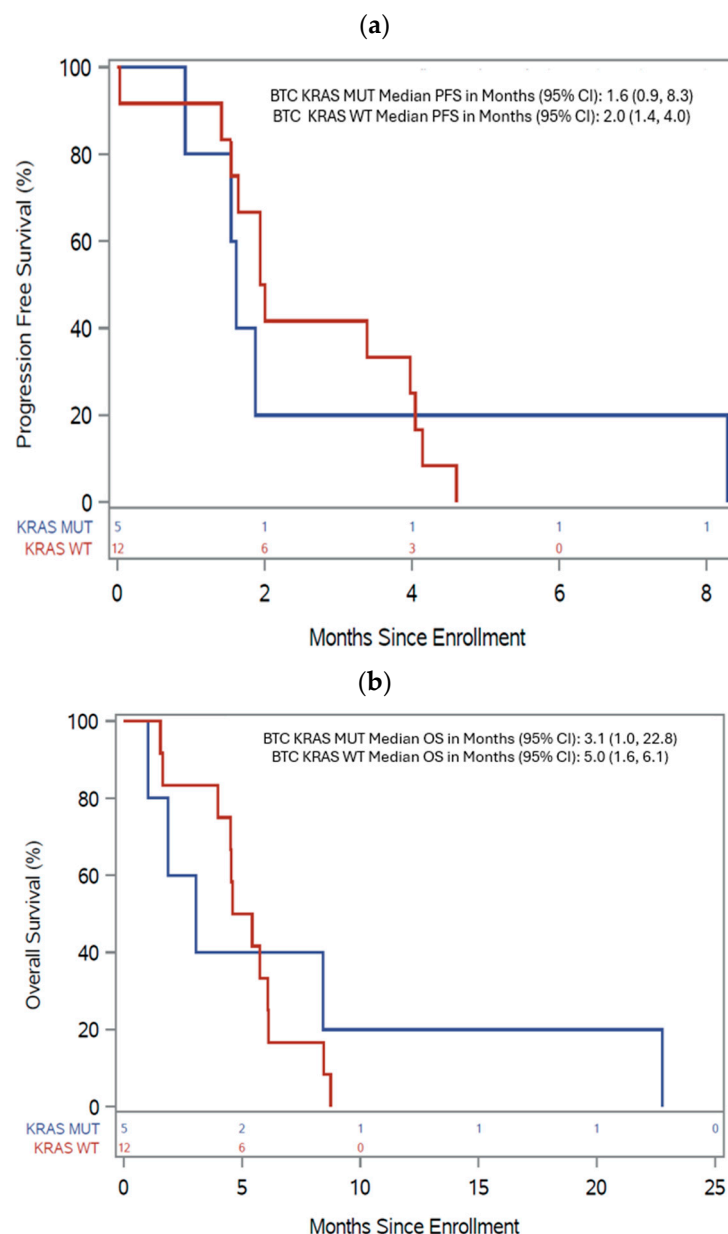 (a)
BTC KRAS MUT Median PFS in Months (95% CI): 1.6 (0.9, 8.3)
BTC KRAS WT Median PFS in Months (95% CI): 2.0 (1.4, 4.0)
Progression Free Survival (%)
100
80
60
40
20
0
KRAS MUT 5 1 1 1 1
KRAS WT 12 6 3 0
0 2 4 6 8
Months Since Enrollment
(b)
BTC KRAS MUT Median OS in Months (95% CI): 3.1 (1.0, 22.8)
BTC KRAS WT Median OS in Months (95% CI): 5.0 (1.6, 6.1)
Overall Survival (%)
100
80
60
40
20
0
KRAS MUT 5 2 1 1 1 0
KRAS WT 12 6 0
0 5 10 15 20 25
Months Since Enrollment